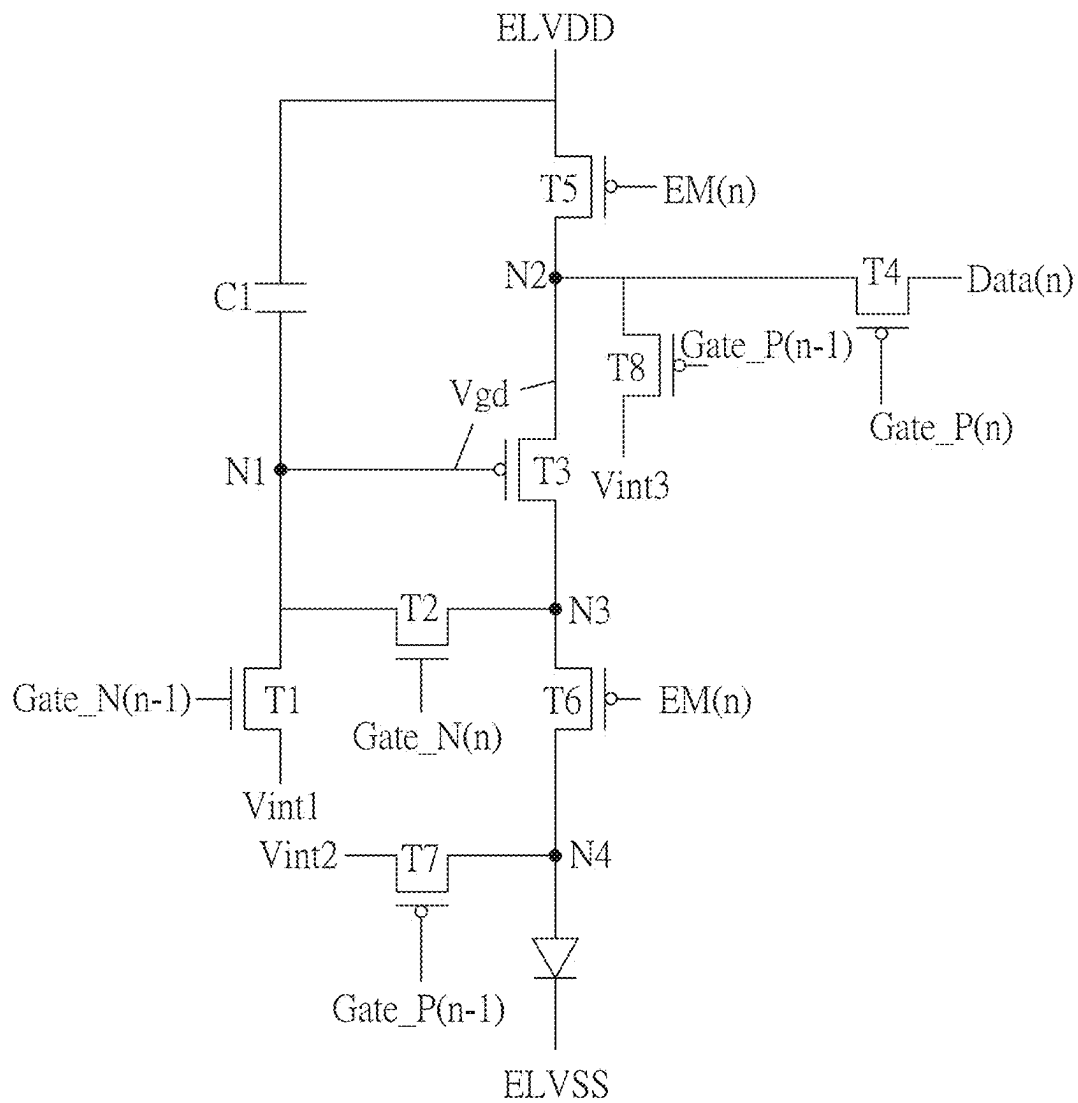 ELVDD
T5
EM(n)
N2
T4
Data(n)
C1
T8
Gate_P(n-1)
Vgd
Gate_P(n)
N1
T3
Vint3
T2
N3
Gate_N(n-1)
T1
T6
EM(n)
Gate_N(n)
Vint1
Vint2
T7
N4
Gate_P(n-1)
ELVSS